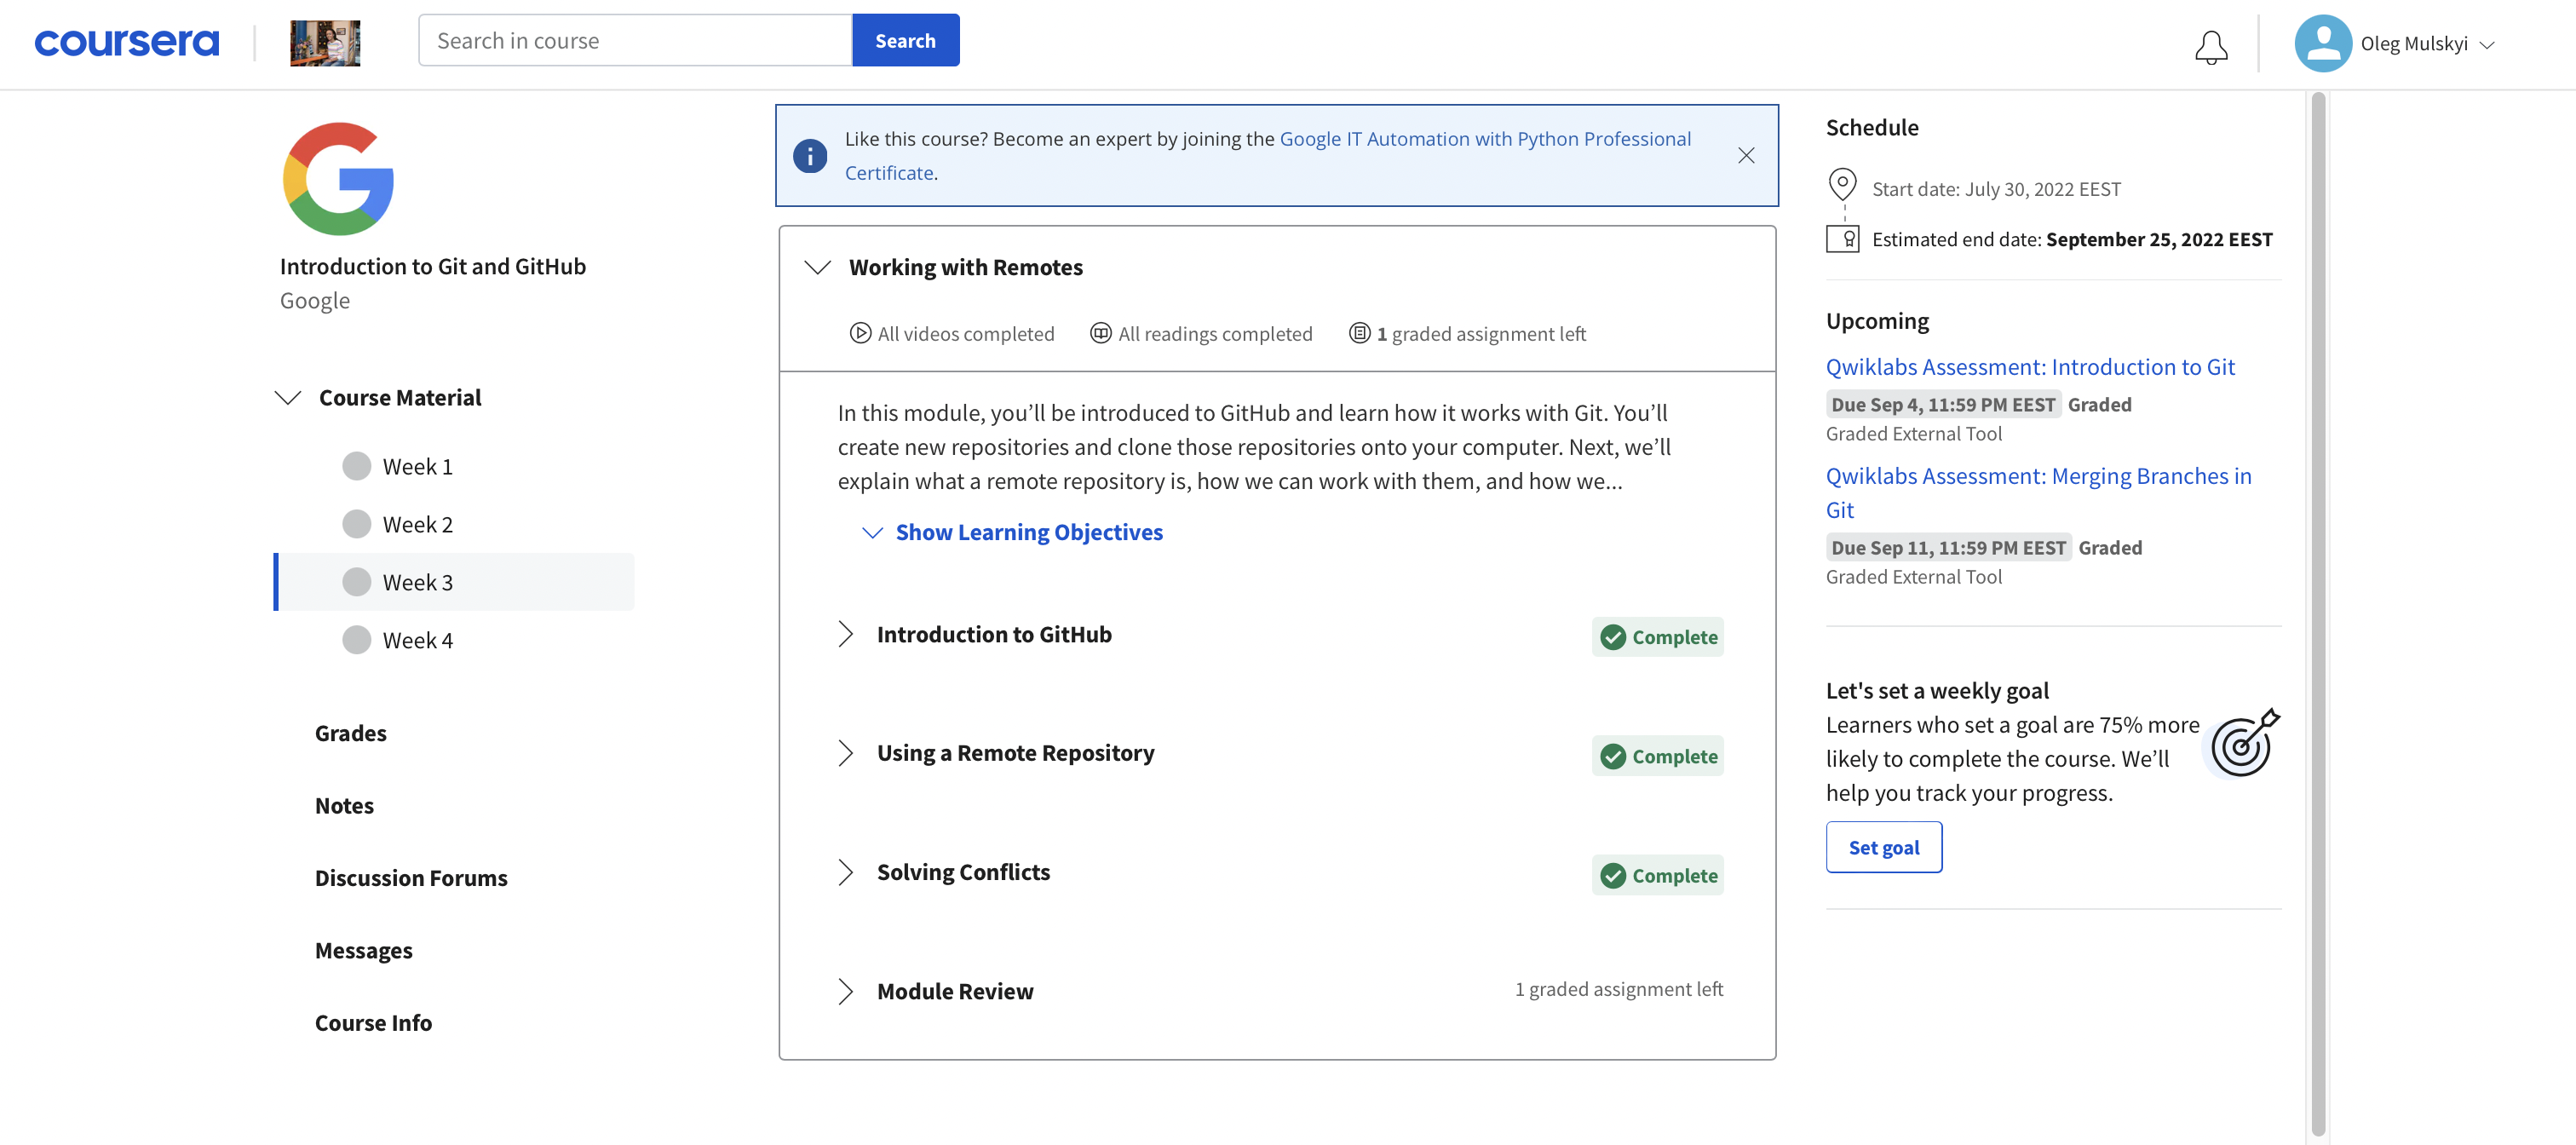 coursera
Search in course
Search
Oleg Mulskyi
Introduction to Git and GitHub
Google
Course Material
Week 1
Week 2
Week 3
Week 4
Grades
Notes
Discussion Forums
Messages
Course Info
Like this course? Become an expert by joining the Google IT Automation with Python Professional
Certificate.
Working with Remotes
All videos completed
All readings completed
1 graded assignment left
In this module, you’ll be introduced to GitHub and learn how it works with Git. You’ll
create new repositories and clone those repositories onto your computer. Next, we’ll
explain what a remote repository is, how we can work with them, and how we...
Show Learning Objectives
Introduction to GitHub
Complete
Using a Remote Repository
Complete
Solving Conflicts
Complete
Module Review
1 graded assignment left
Schedule
Start date: July 30, 2022 EEST
Estimated end date: September 25, 2022 EEST
Upcoming
Qwiklabs Assessment: Introduction to Git
Due Sep 4, 11:59 PM EEST Graded
Graded External Tool
Qwiklabs Assessment: Merging Branches in
Git
Due Sep 11, 11:59 PM EEST Graded
Graded External Tool
Let's set a weekly goal
Learners who set a goal are 75% more
likely to complete the course. We’ll
help you track your progress.
Set goal